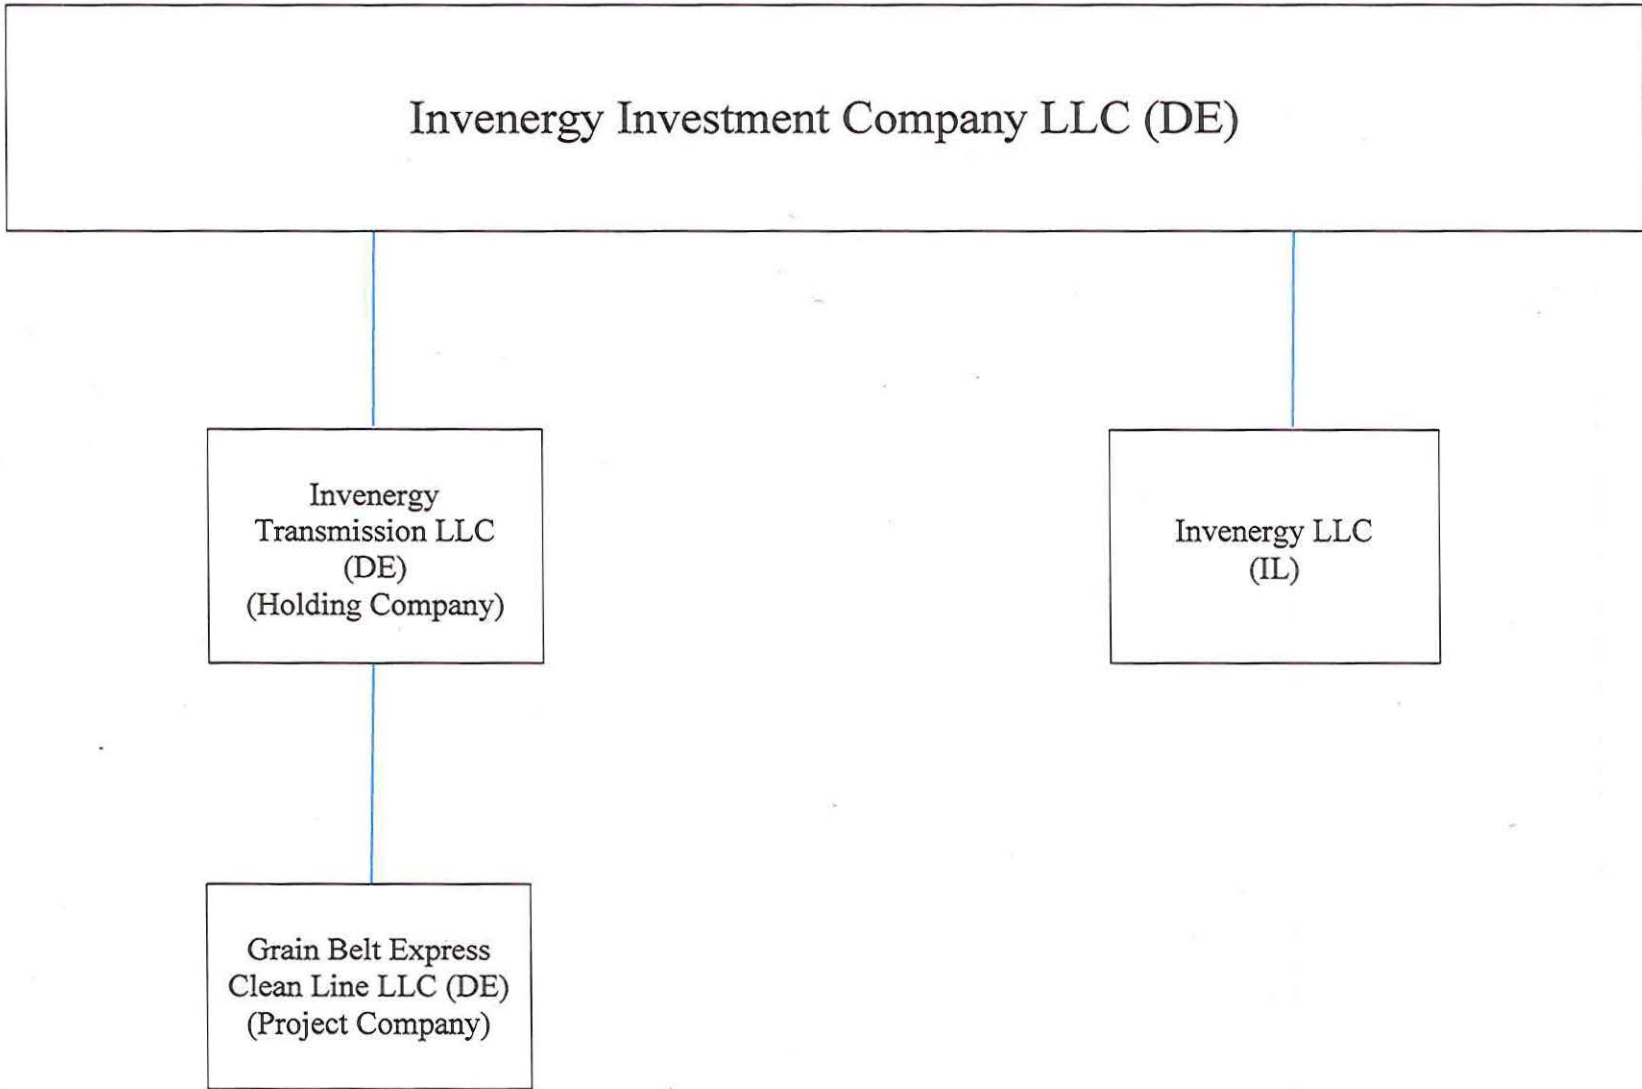 Invenergy Investment Company LLC (DE)
Invenergy
Transmission LLC
(DE)
(Holding Company)
Invenergy LLC
(IL)
Grain Belt Express
Clean Line LLC (DE)
(Project Company)